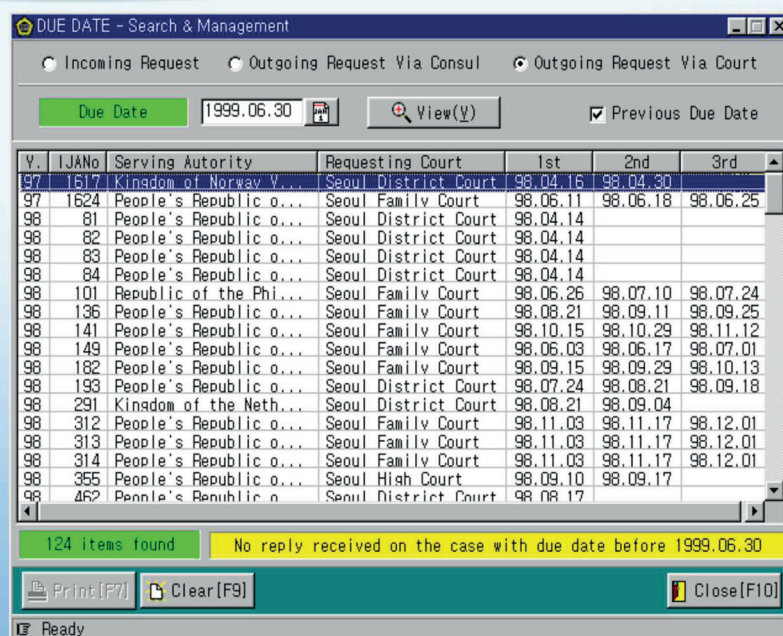 DUE DATE - Search & Management
Incoming Request Outgoing Request Via Consul Outgoing Request Via Court
Due Date 1999.06.30 View(V) Previous Due Date
Y. IJANo Serving Autority Requesting Court 1st 2nd 3rd
97 1617 Kingdom of Norway Y... Seoul District Court 98.04.16 98.04.30
97 1624 People's Republic o... Seoul Family Court 98.06.11 98.06.18 98.06.25
98 81 People's Republic o... Seoul District Court 98.04.14
98 82 People's Republic o... Seoul District Court 98.04.14
98 83 People's Republic o... Seoul District Court 98.04.14
98 84 People's Republic o... Seoul District Court 98.04.14
98 101 Republic of the Phi... Seoul Family Court 98.06.26 98.07.10 98.07.24
98 136 People's Republic o... Seoul Family Court 98.08.21 98.09.11 98.09.25
98 141 People's Republic o... Seoul Family Court 98.10.15 98.10.29 98.11.12
98 149 People's Republic o... Seoul Family Court 98.06.03 98.06.17 98.07.01
98 182 People's Republic o... Seoul Family Court 98.09.15 98.09.29 98.10.13
98 193 People's Republic o... Seoul District Court 98.07.24 98.08.21 98.09.18
98 291 Kingdom of the Neth... Seoul District Court 98.08.21 98.09.04
98 312 People's Republic o... Seoul Family Court 98.11.03 98.11.17 98.12.01
98 313 People's Republic o... Seoul Family Court 98.11.03 98.11.17 98.12.01
98 314 People's Republic o... Seoul Family Court 98.11.03 98.11.17 98.12.01
98 355 People's Republic o... Seoul High Court 98.09.10 98.09.17
98 462 People's Republic o Seoul District Court 98.08.17
124 items found No reply received on the case with due date before 1999.06.30
Print[F7] Clear[F9] Close[F10]
Ready